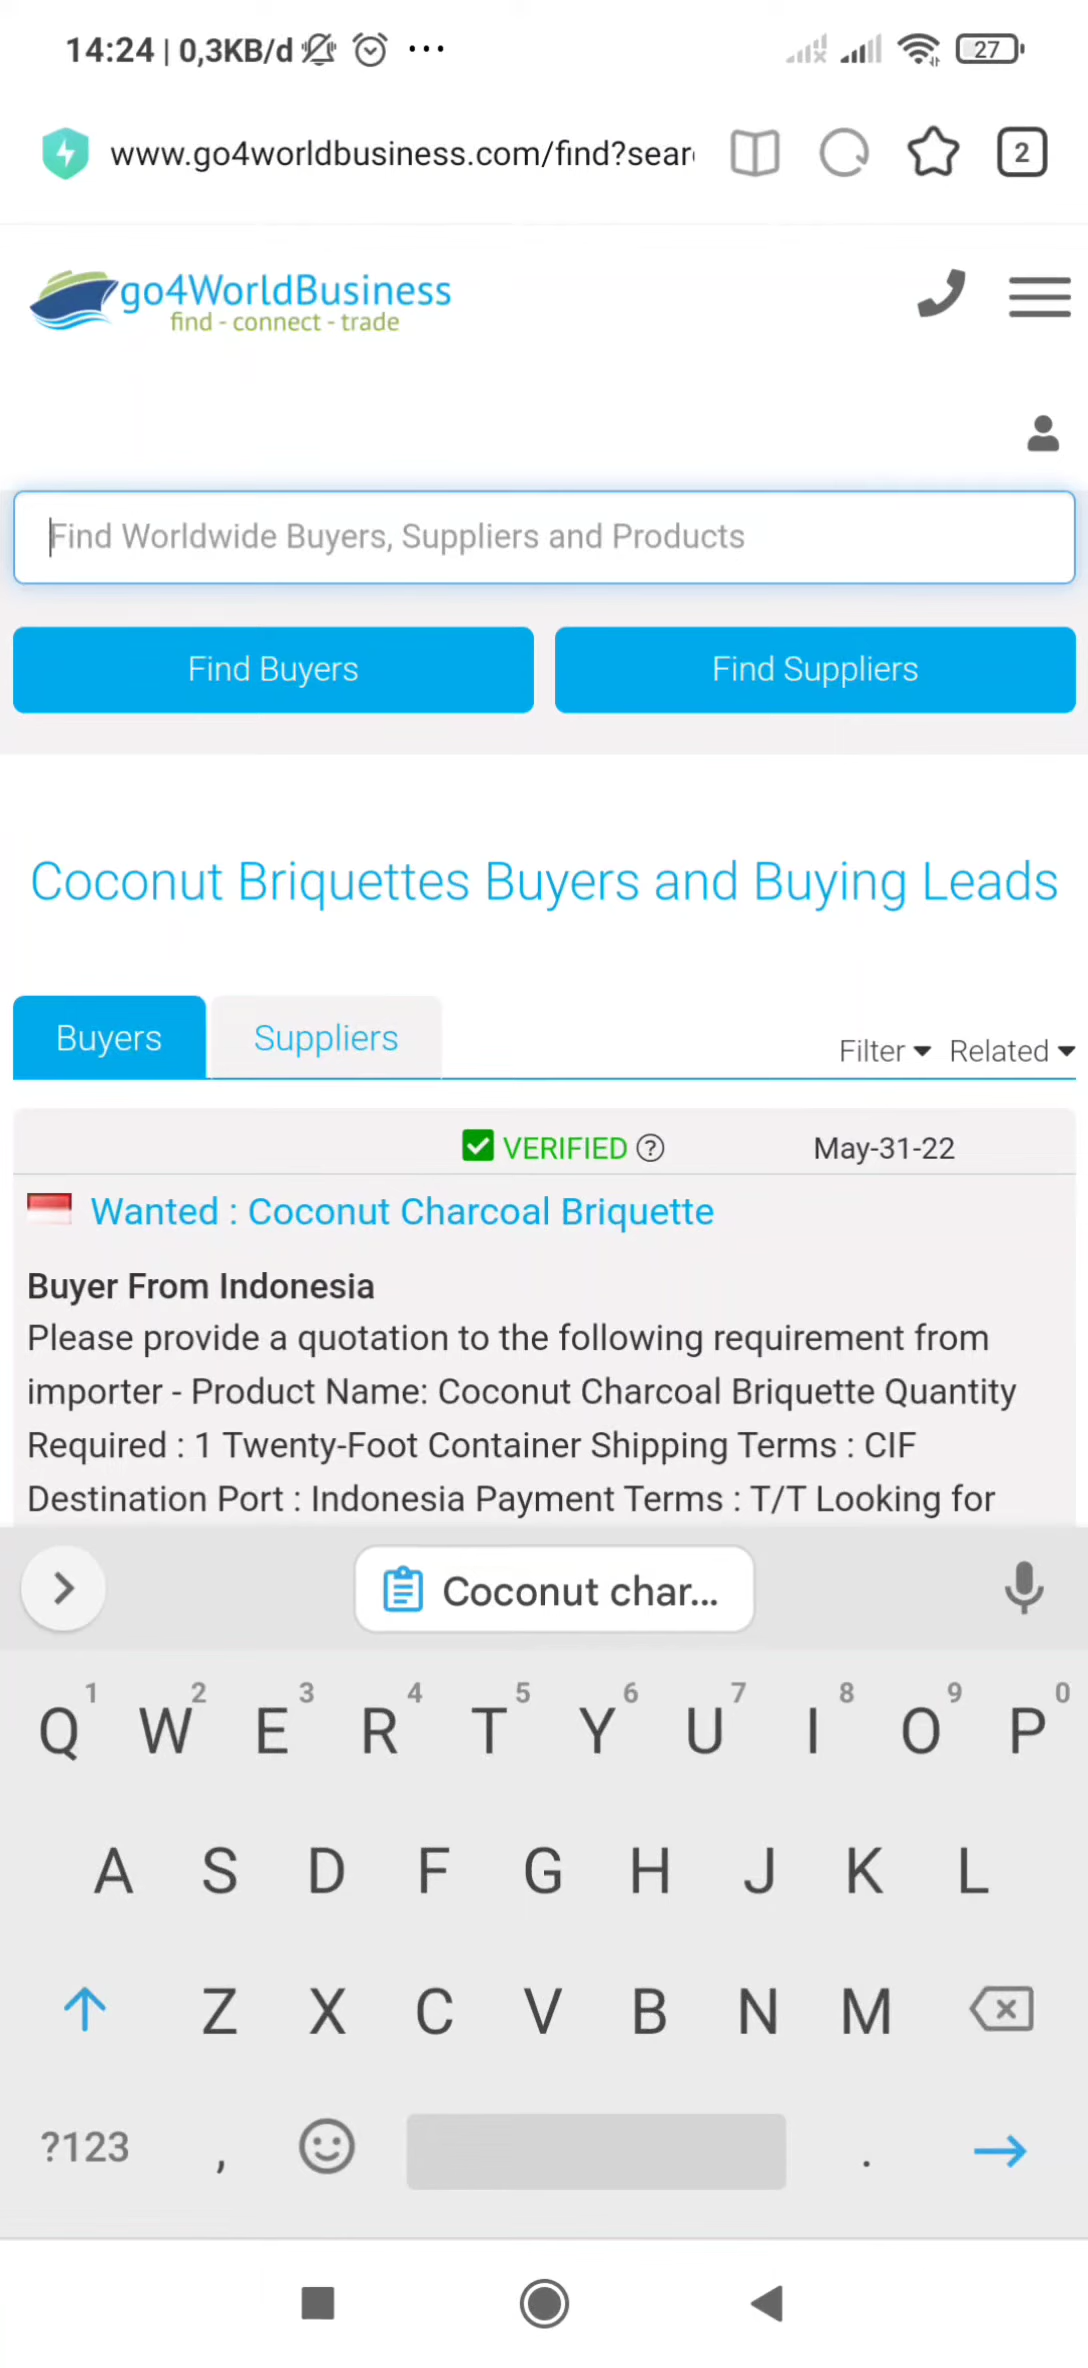 14:24 | 0,3KB/d ... 27
www.go4worldbusiness.com/find?sear 2
go4WorldBusiness
find - connect - trade
Find Worldwide Buyers, Suppliers and Products
Find Buyers Find Suppliers
Coconut Briquettes Buyers and Buying Leads
Buyers Suppliers Filter Related
VERIFIED ? May-31-22
Wanted : Coconut Charcoal Briquette
Buyer From Indonesia
Please provide a quotation to the following requirement from
importer - Product Name: Coconut Charcoal Briquette Quantity
Required : 1 Twenty-Foot Container Shipping Terms : CIF
Destination Port : Indonesia Payment Terms : T/T Looking for
Coconut char...
1 2 3 4 5 6 7 8 9 0
Q W E R T Y U I O P
A S D F G H J K L
Z X C V B N M
?123 , .